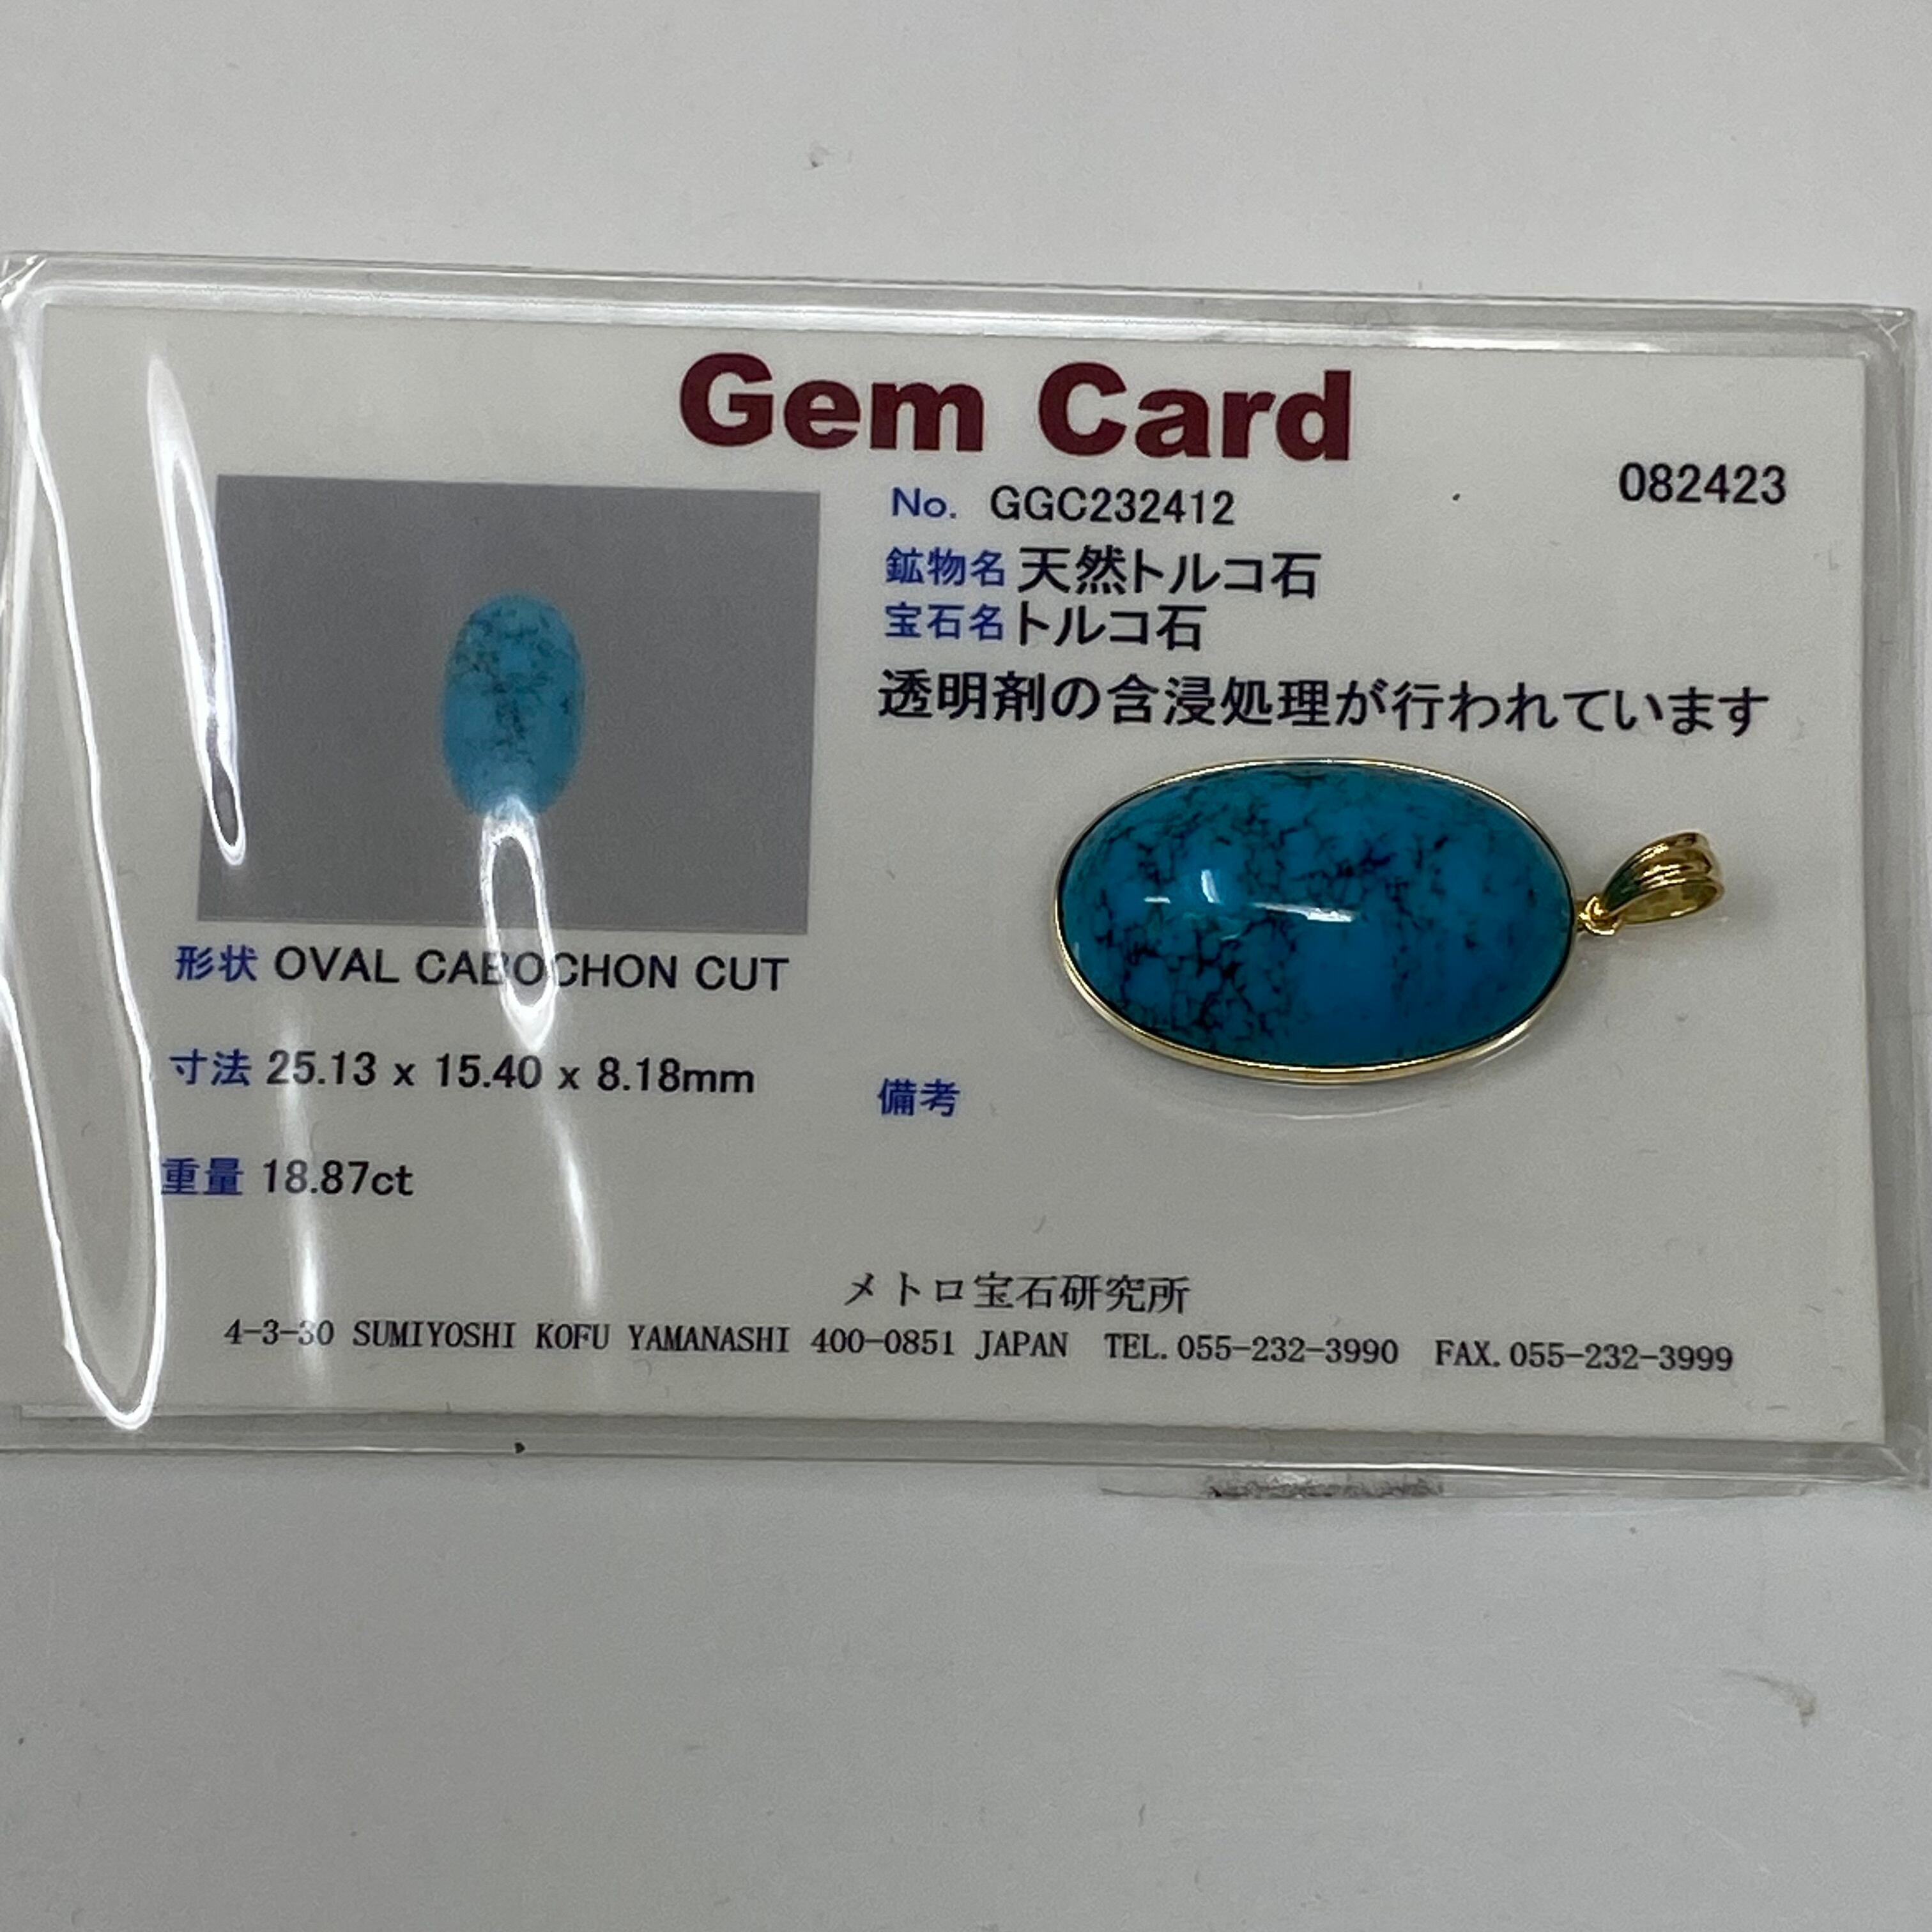 Gem Card
082423
No. GGC232412
鉱物名 天然トルコ石
宝石名 トルコ石
透明剤の含浸処理が行われています
形状 OVAL CABOCHON CUT
寸法 25.13 x 15.40 x 8.18mm
備考
重量 18.87ct
メトロ宝石研究所
4-3-30 SUMIYOSHI KOFU YAMANASHI 400-0851 JAPAN TEL. 055-232-3990 FAX. 055-232-3999